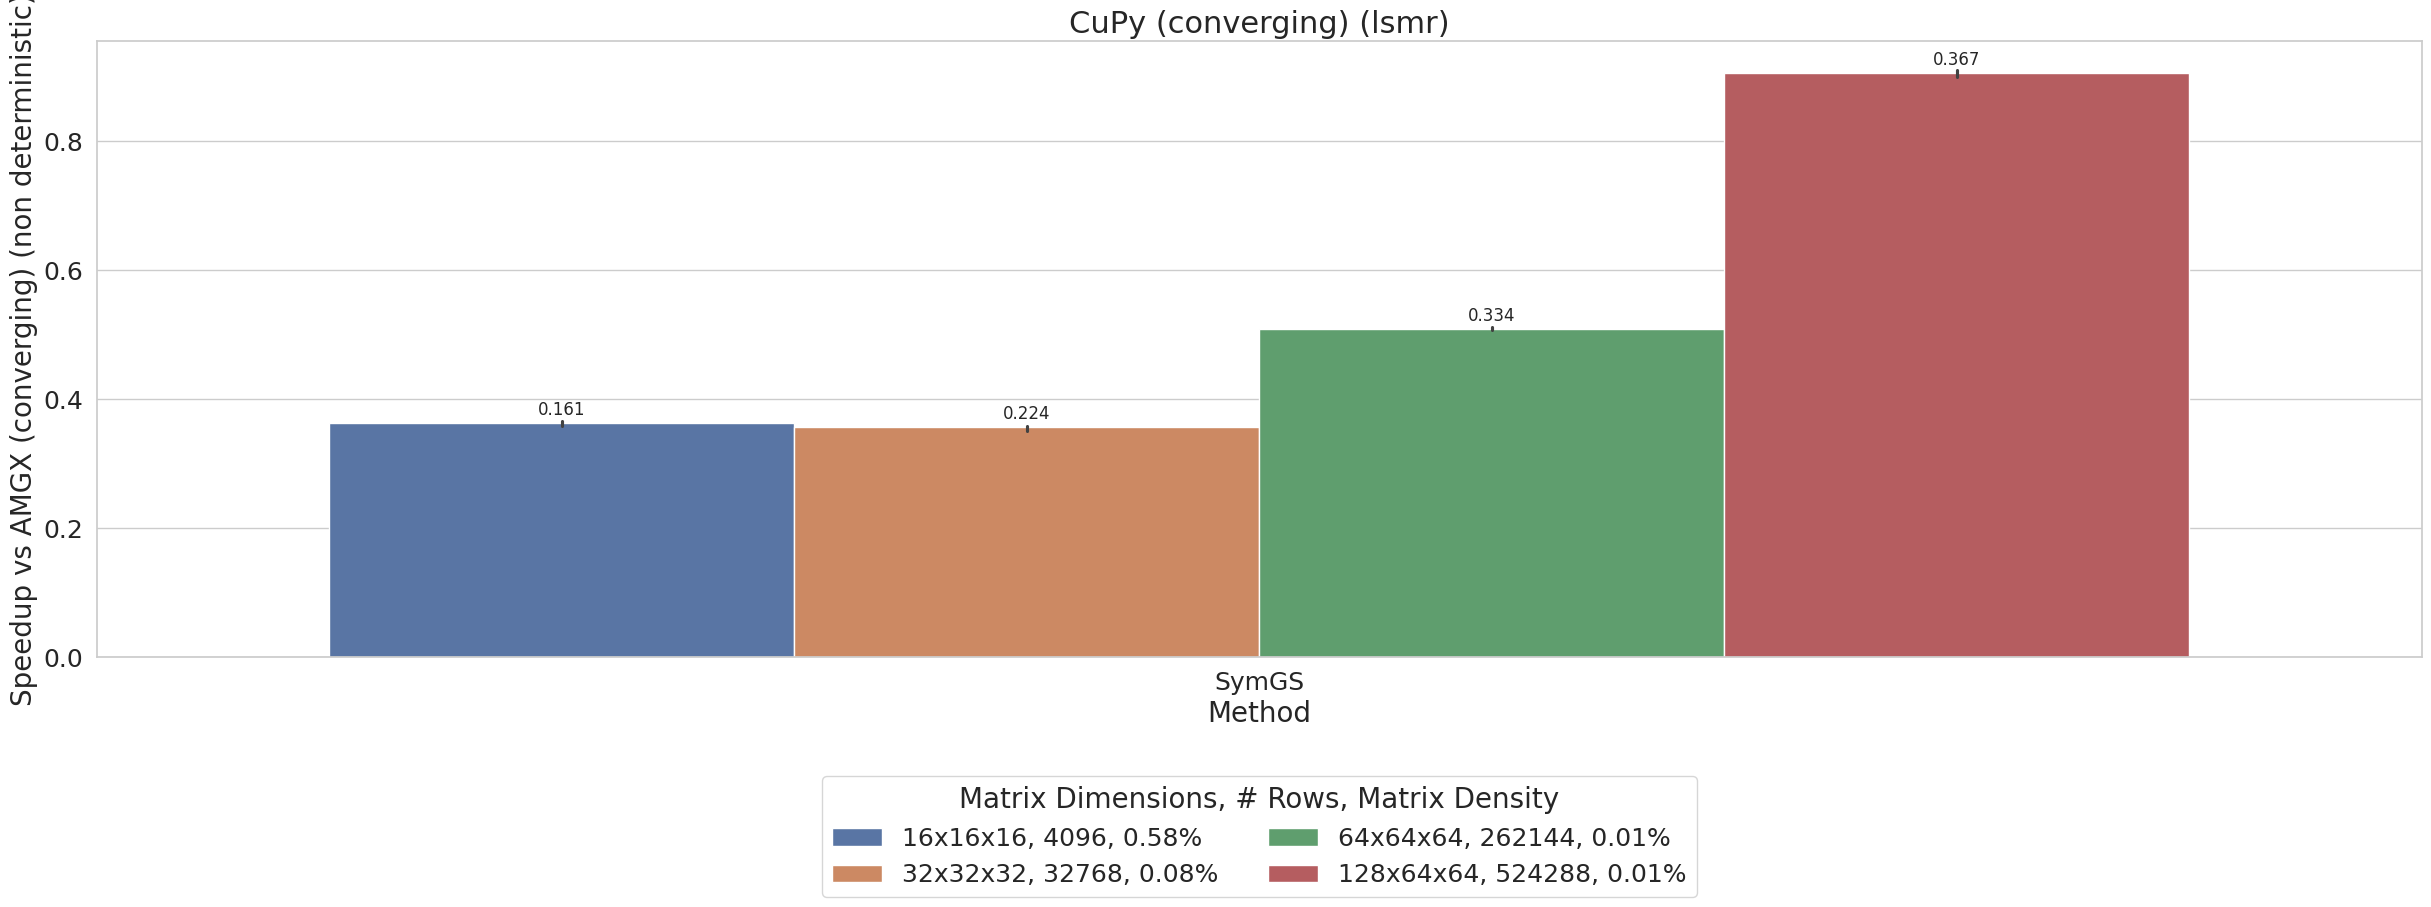 CuPy (converging) (lsmr)
Speedup vs AMGX (converging) (non deterministic)
0.8
0.6
0.4
0.2
0.0
0.161
0.224
0.334
0.367
SymGS
Method
Matrix Dimensions, # Rows, Matrix Density
16x16x16, 4096, 0.58%
32x32x32, 32768, 0.08%
64x64x64, 262144, 0.01%
128x64x64, 524288, 0.01%